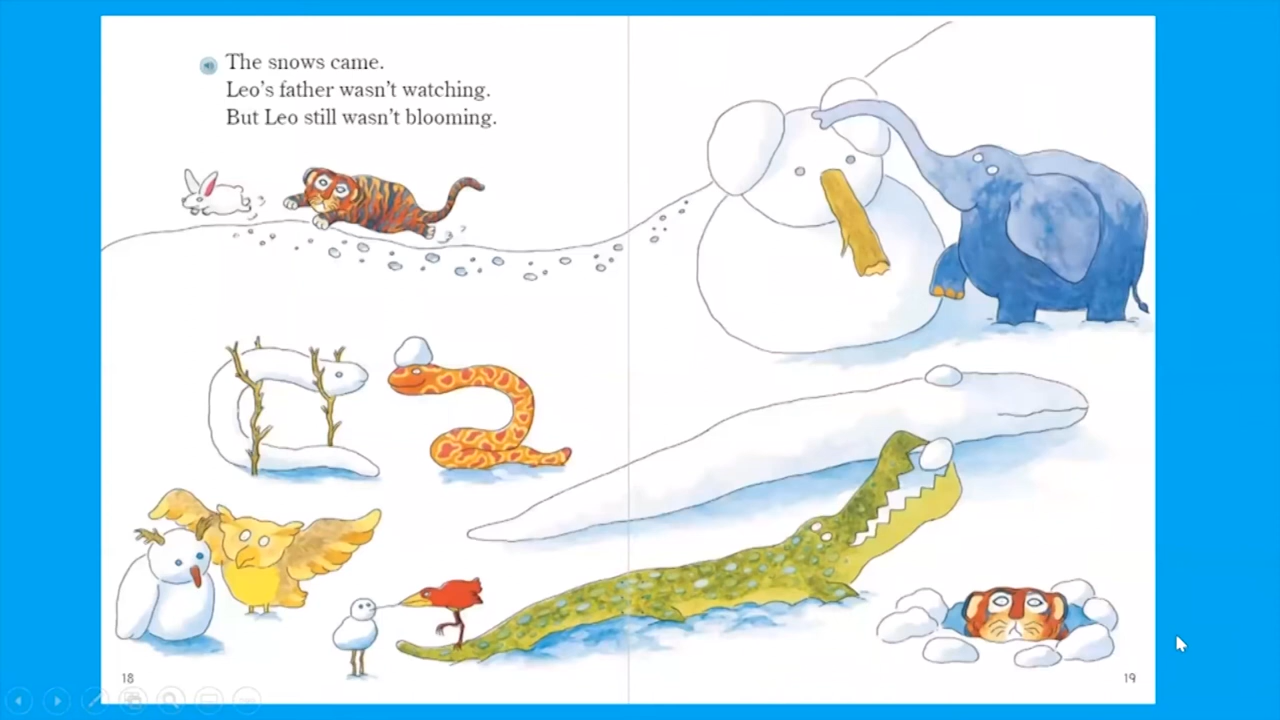 The snows came.
Leo's father wasn't watching.
But Leo still wasn't blooming.
18
19